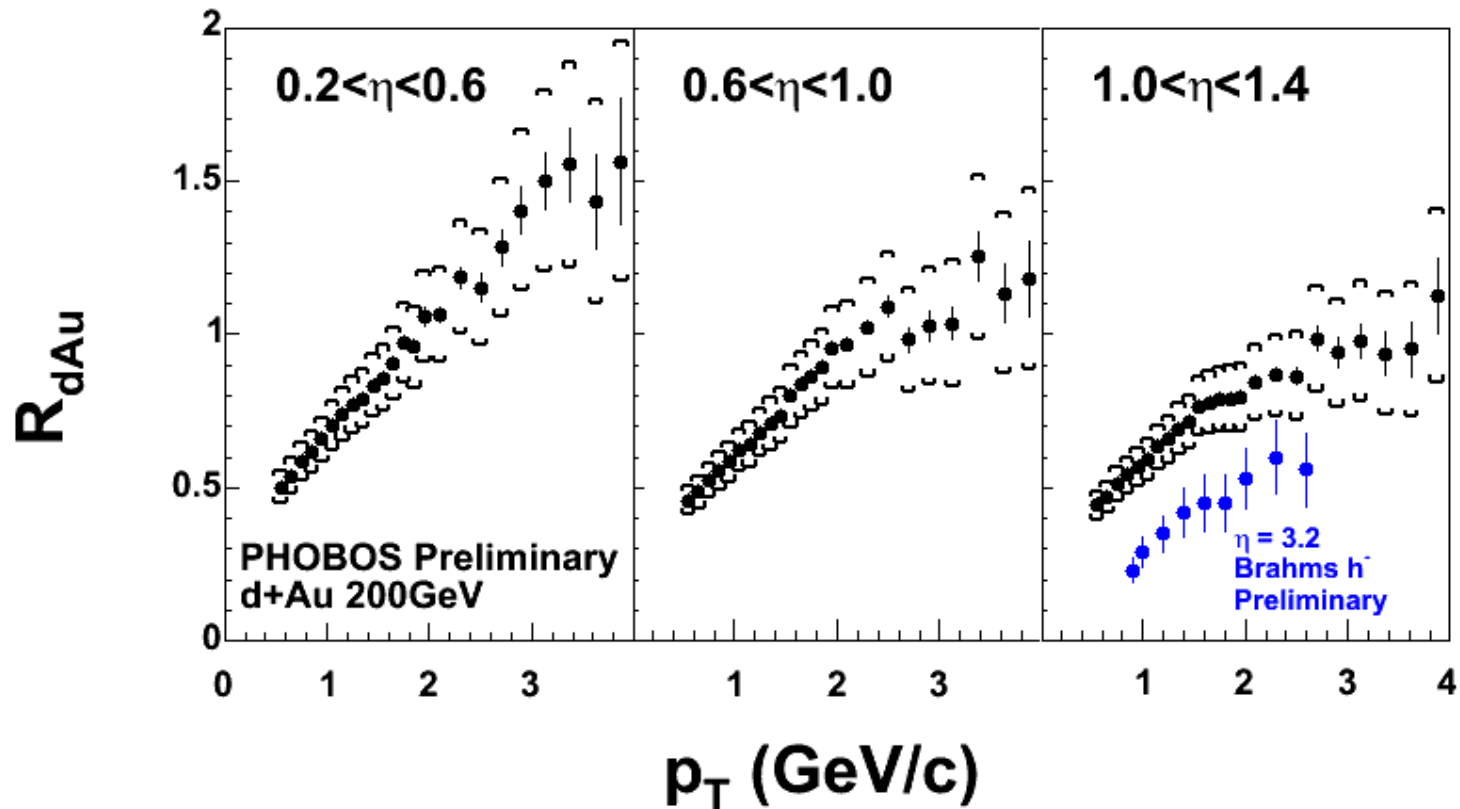 2
1.5
1
0.5
0
R_dAu
0.2<η<0.6
0.6<η<1.0
1.0<η<1.4
PHOBOS Preliminary
d+Au 200GeV
η = 3.2
Brahms h⁻
Preliminary
0 1 2 3 1 2 3 1 2 3 4
p_T (GeV/c)